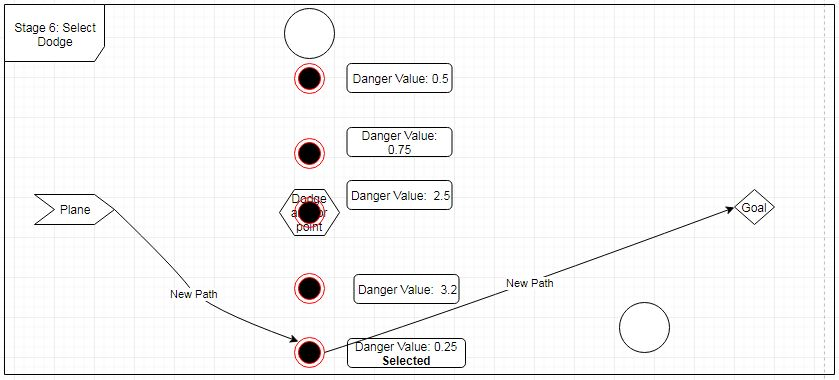 Stage 6: Select
Dodge
Danger Value: 0.5
Danger Value:
0.75
Dodge
anchor
point
Danger Value:  2.5
Plane
Goal
New Path
New Path
Danger Value:  3.2
Danger Value: 0.25
Selected